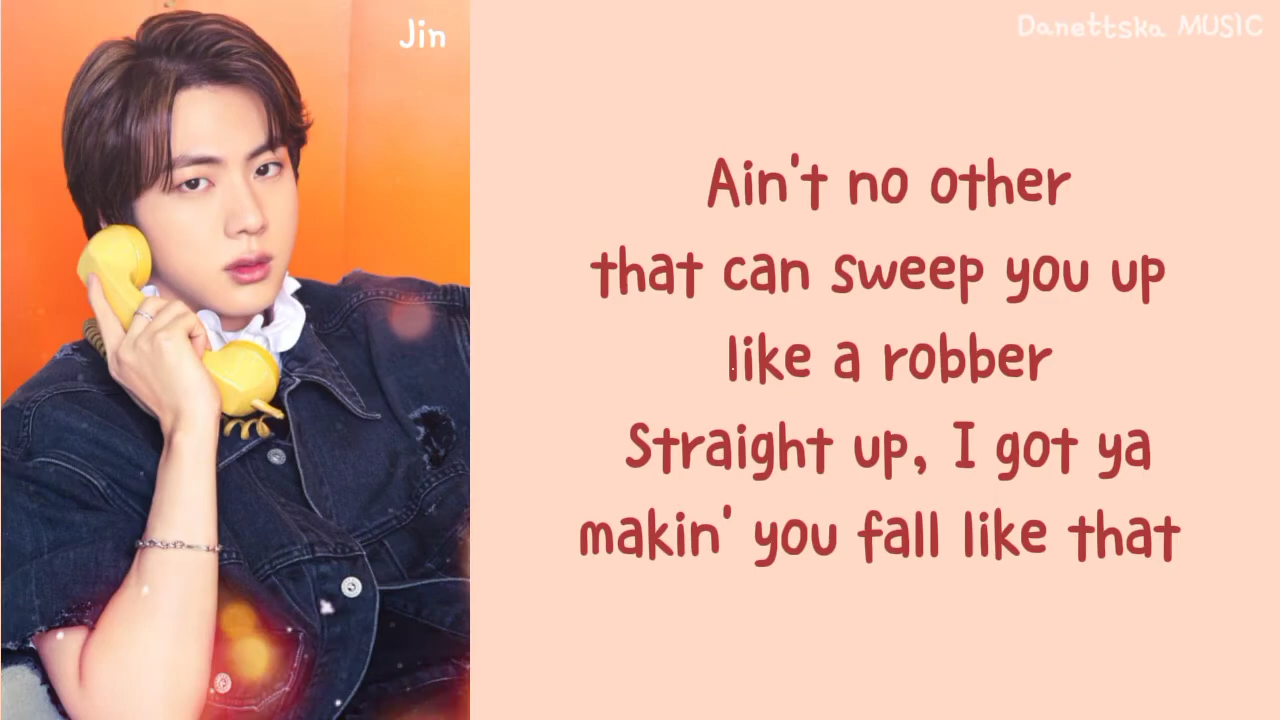 Jin
Danettska MUSIC
Ain't no other
that can sweep you up
like a robber
Straight up, I got ya
makin' you fall like that